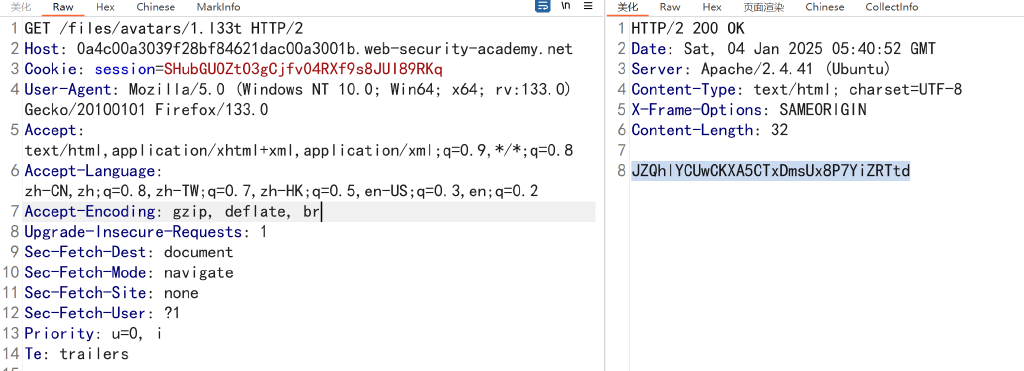 美化 Raw Hex Chinese MarkInfo \n
1 GET /files/avatars/1.l33t HTTP/2
2 Host: 0a4c00a3039f28bf84621dac00a3001b.web-security-academy.net
3 Cookie: session=SHubGU0Zt03gCjfv04RXf9s8JUI89RKq
4 User-Agent: Mozilla/5.0 (Windows NT 10.0; Win64; x64; rv:133.0)
Gecko/20100101 Firefox/133.0
5 Accept:
text/html,application/xhtml+xml,application/xml;q=0.9,*/*;q=0.8
6 Accept-Language:
zh-CN,zh;q=0.8,zh-TW;q=0.7,zh-HK;q=0.5,en-US;q=0.3,en;q=0.2
7 Accept-Encoding: gzip, deflate, br
8 Upgrade-Insecure-Requests: 1
9 Sec-Fetch-Dest: document
10 Sec-Fetch-Mode: navigate
11 Sec-Fetch-Site: none
12 Sec-Fetch-User: ?1
13 Priority: u=0, i
14 Te: trailers
美化 Raw Hex 页面渲染 Chinese CollectInfo
1 HTTP/2 200 OK
2 Date: Sat, 04 Jan 2025 05:40:52 GMT
3 Server: Apache/2.4.41 (Ubuntu)
4 Content-Type: text/html; charset=UTF-8
5 X-Frame-Options: SAMEORIGIN
6 Content-Length: 32
7
8 JZQhlYCUwCKXA5CTxDmsUx8P7YiZRTtd